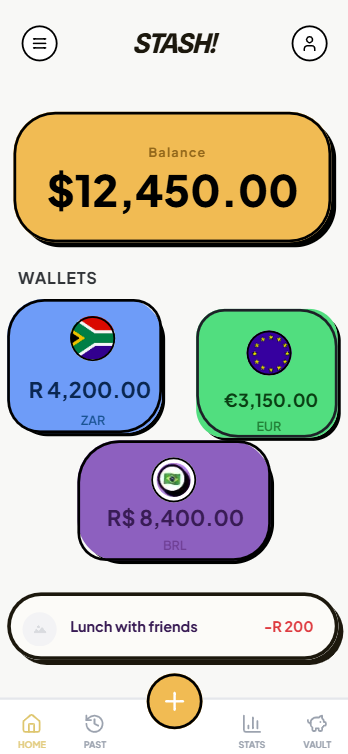 STASH!
Balance
$12,450.00
WALLETS
R 4,200.00
ZAR
€3,150.00
EUR
R$ 8,400.00
BRL
Lunch with friends
-R 200
HOME
PAST
STATS
VAULT